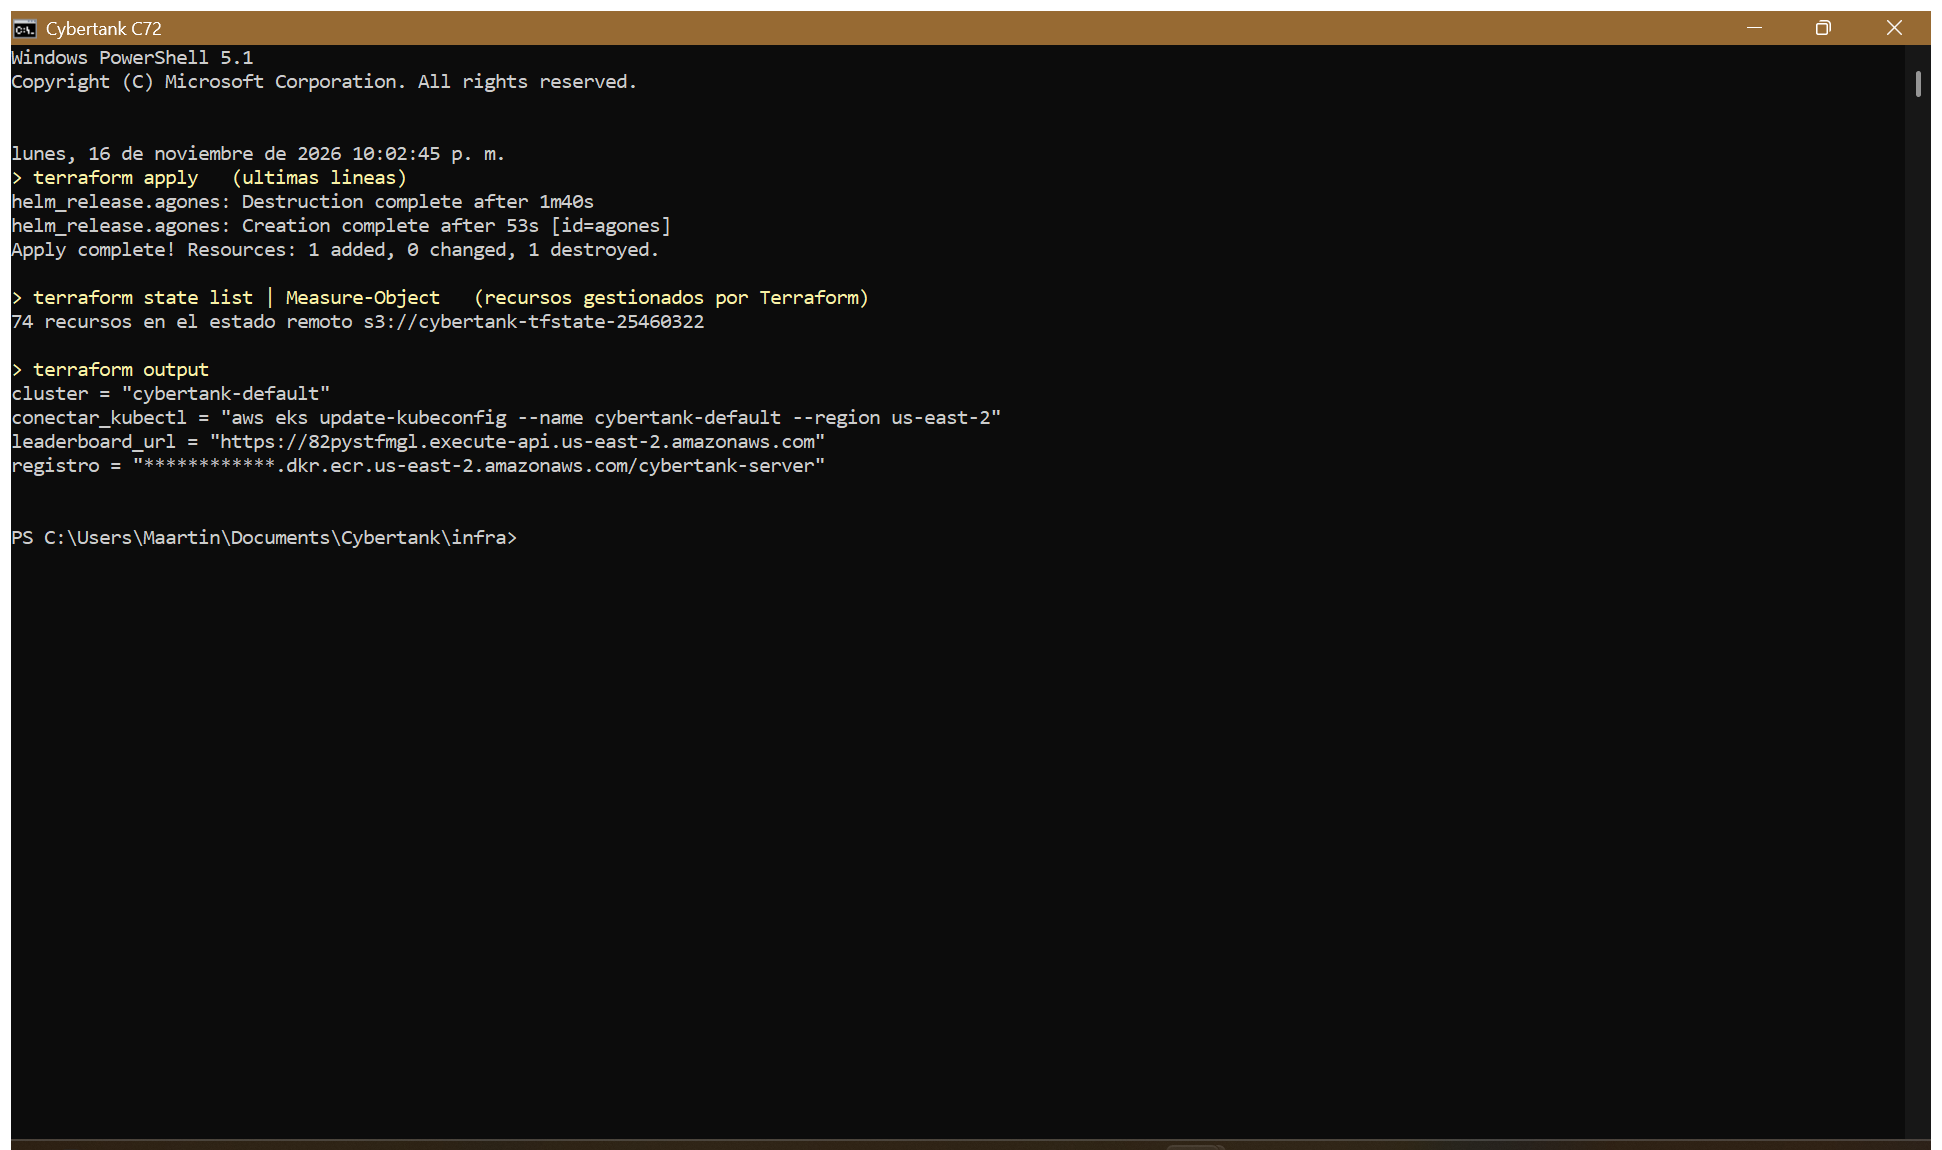 Cybertank C72
Windows PowerShell 5.1
Copyright (C) Microsoft Corporation. All rights reserved.
lunes, 16 de noviembre de 2026 10:02:45 p. m.
> terraform apply   (ultimas lineas)
helm_release.agones: Destruction complete after 1m40s
helm_release.agones: Creation complete after 53s [id=agones]
Apply complete! Resources: 1 added, 0 changed, 1 destroyed.
> terraform state list | Measure-Object   (recursos gestionados por Terraform)
74 recursos en el estado remoto s3://cybertank-tfstate-25460322
> terraform output
cluster = "cybertank-default"
conectar_kubectl = "aws eks update-kubeconfig --name cybertank-default --region us-east-2"
leaderboard_url = "https://82pystfmgl.execute-api.us-east-2.amazonaws.com"
registro = "************.dkr.ecr.us-east-2.amazonaws.com/cybertank-server"
PS C:\Users\Maartin\Documents\Cybertank\infra>